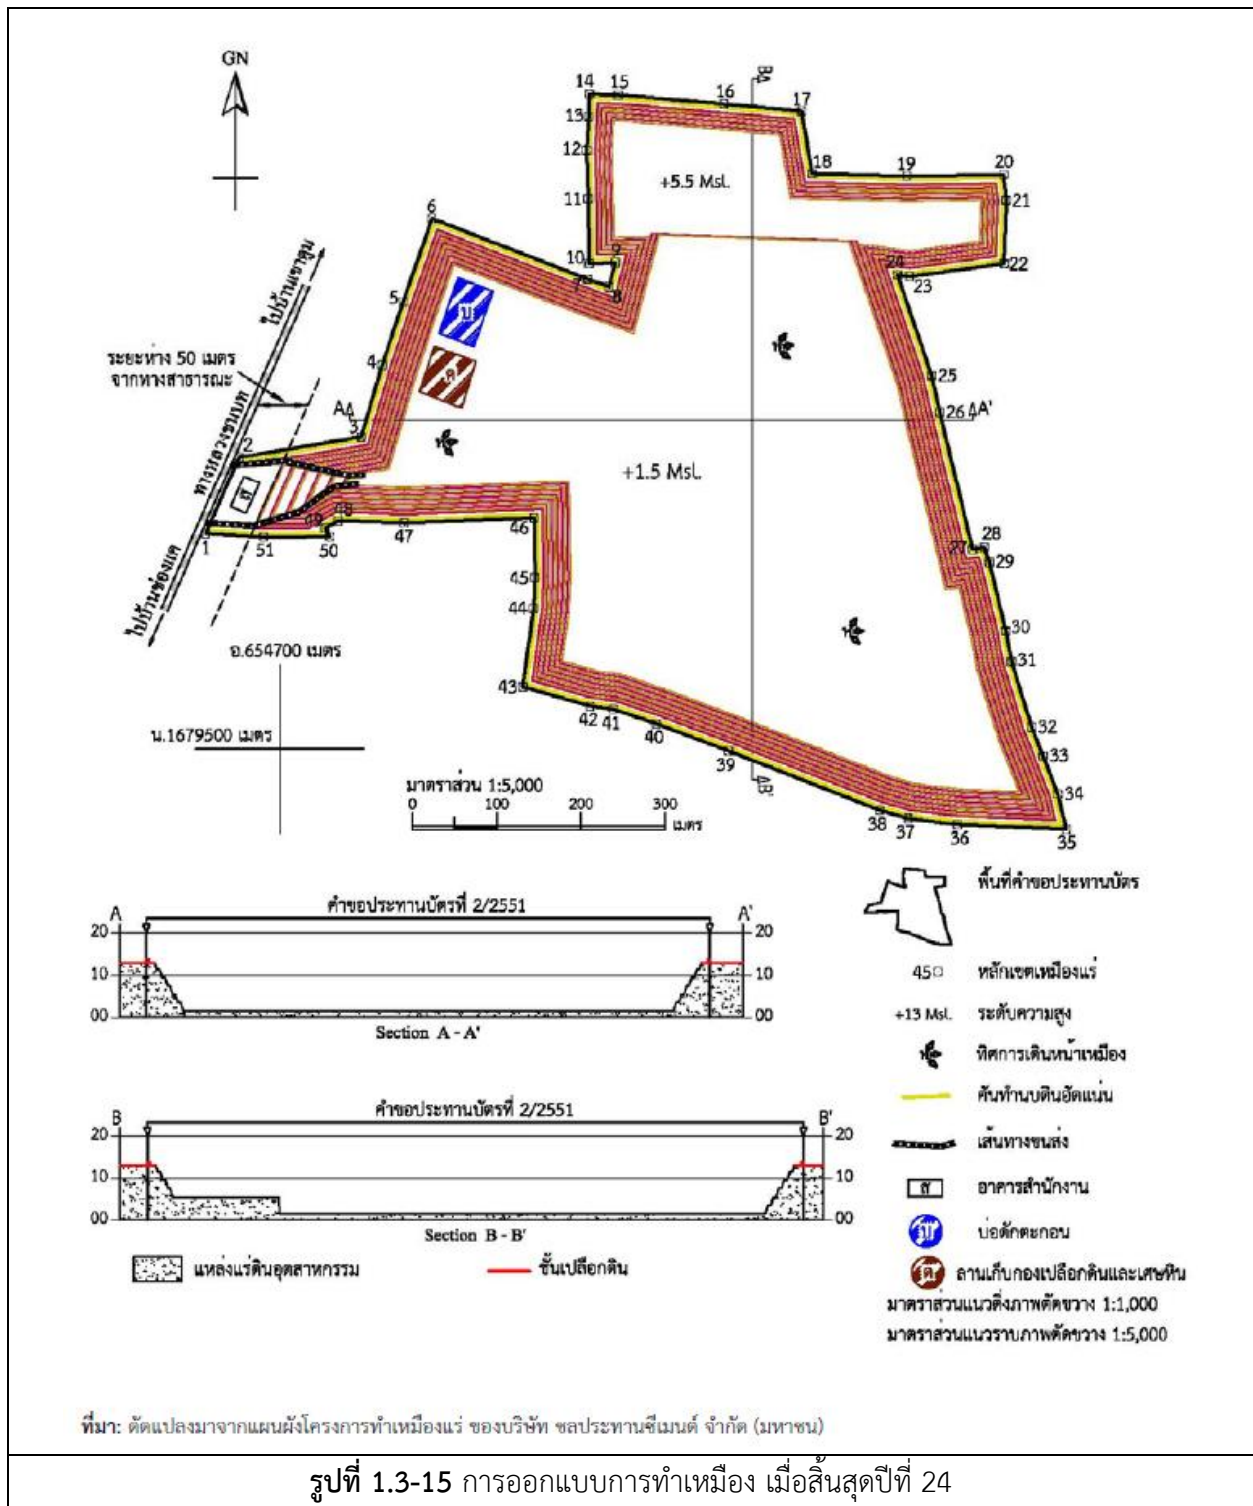 GN
14 15 16 B 17
13
12
11
+5.5 Msl.
18 19 20
21
6
10 9
7 8
24 23 22
5
ป
ไปบ้านเขาตูม
ระยะห่าง 50 เมตร
จากทางสาธารณะ
4
ต
25
A 3
26 A'
ทางหลวงชนบท
2
+1.5 Msl.
ส
49 48
1 51 50 47 46
27 28
29
ไปบ้านช่องแค
45
44
30
อ.654700 เมตร
31
43
42 41
40
39
32
33
น.1679500 เมตร
มาตราส่วน 1:5,000
0 100 200 300
เมตร
B'
34
38 37 36 35
พื้นที่คำขอประทานบัตร
A คำขอประทานบัตรที่ 2/2551 A'
20 20
10 10
00 00
Section A - A'
45 หลักเขตเหมืองแร่
+13 Msl. ระดับความสูง
ทิศการเดินหน้าเหมือง
คันทำนบดินอัดแน่น
B คำขอประทานบัตรที่ 2/2551 B'
20 20
10 10
00 00
Section B - B'
เส้นทางขนส่ง
ส อาคารสำนักงาน
ป บ่อดักตะกอน
แหล่งแร่ดินอุตสาหกรรม ชั้นเปลือกดิน
ต ลานเก็บกองเปลือกดินและเศษหิน
มาตราส่วนแนวดิ่งภาพตัดขวาง 1:1,000
มาตราส่วนแนวราบภาพตัดขวาง 1:5,000
ที่มา: ดัดแปลงมาจากแผนผังโครงการทำเหมืองแร่ ของบริษัท ชลประทานซีเมนต์ จำกัด (มหาชน)
รูปที่ 1.3-15 การออกแบบการทำเหมือง เมื่อสิ้นสุดปีที่ 24